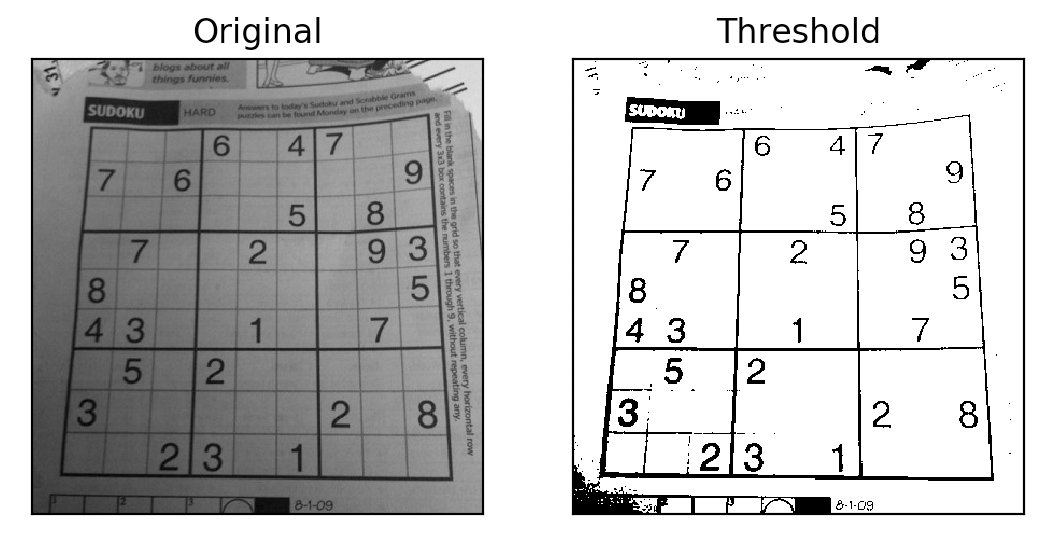 Original
blogs about all
things funnies.
SUDOKU HARD
Answers to today's Sudoku and Scrabble Grams
puzzles can be found Monday on the preceding page.
6 4 7
7 6 9
5 8
7 2 9 3
8 5
4 3 1 7
5 2
3 2 8
2 3 1
Fill in the blank spaces in the grid so that every vertical column, every horizontal row
and every 3x3 box contains the numbers 1 through 9, without repeating any.
1 2 3
8-1-09
Threshold
SUDOKU
6 4 7
7 6 9
5 8
7 2 9 3
8 5
4 3 1 7
5 2
3 2 8
2 3 1
8-1-09